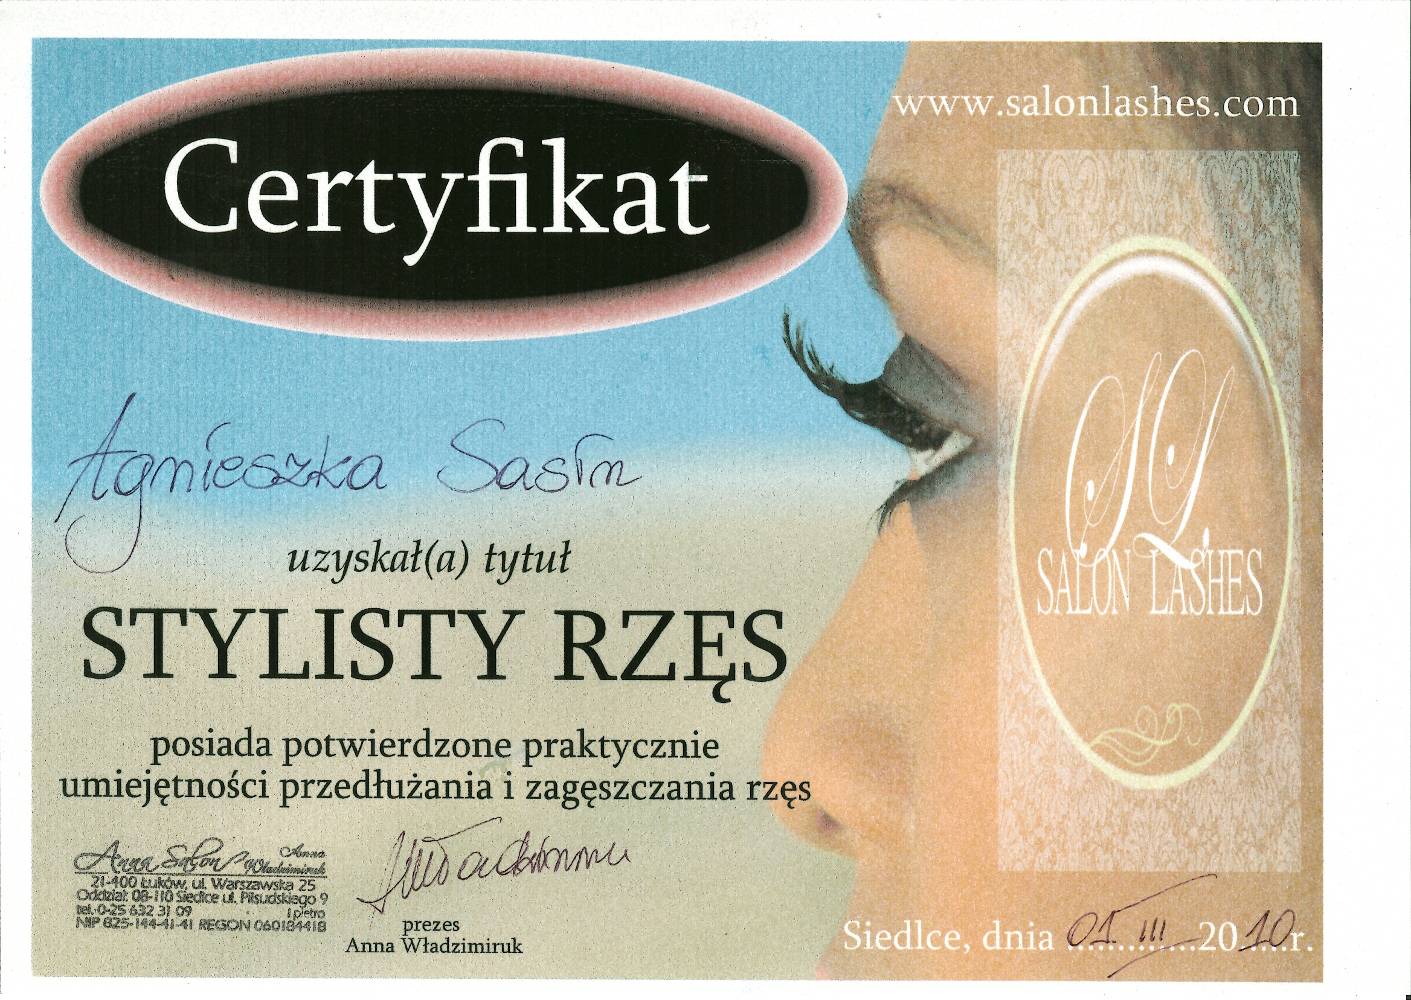 Certyfikat
www.salonlashes.com
SL
SALON LASHES
Agnieszka Sasin
uzyskał(a) tytuł
STYLISTY RZĘS
posiada potwierdzone praktycznie
umiejętności przedłużania i zagęszczania rzęs
Anna Salon Anna Władzimiruk
21-400 Łuków, ul. Warszawska 25
Oddział: 08-110 Siedlce ul. Piłsudskiego 9
tel. 0-25 632 31 09 I piętro
NIP 825-144-41-41 REGON 060184418
prezes
Anna Władzimiruk
Siedlce, dnia 01 III 2010r.